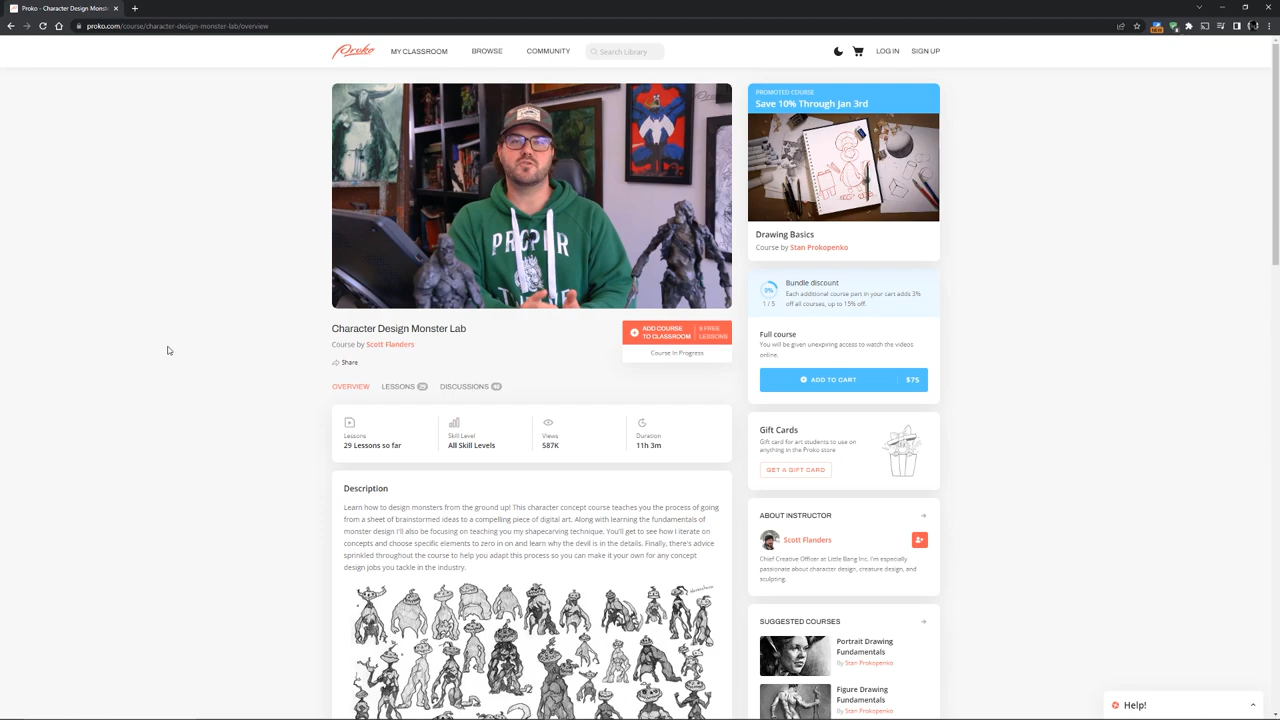 Proko - Character Design Monst
proko.com/course/character-design-monster-lab/overview
NEW
Proko
MY CLASSROOM
BROWSE
COMMUNITY
Search Library
LOG IN
SIGN UP
PROPER
Character Design Monster Lab
Course by Scott Flanders
Share
ADD COURSE
TO CLASSROOM
9 FREE
LESSONS
Course In Progress
OVERVIEW
LESSONS 29
DISCUSSIONS
Lessons
29 Lessons so far
Skill Level
All Skill Levels
Views
587K
Duration
11h 3m
Description
Learn how to design monsters from the ground up! This character concept course teaches you the process of going
from a sheet of brainstormed ideas to a compelling piece of digital art. Along with learning the fundamentals of
monster design I'll also be focusing on teaching you my shapecarving technique. You'll get to see how I iterate on
concepts and choose specific elements to zero in on and learn why the devil is in the details. Finally, there's advice
sprinkled throughout the course to help you adapt this process so you can make it your own for any concept
design jobs you tackle in the industry.
PROMOTED COURSE
Save 10% Through Jan 3rd
Drawing Basics
Course by Stan Prokopenko
0%
1 / 5
Bundle discount
Each additional course part in your cart adds 3%
off all courses, up to 15% off.
Full course
You will be given unexpiring access to watch the videos
online.
ADD TO CART
$75
Gift Cards
Gift card for art students to use on
anything in the Proko store
GET A GIFT CARD
ABOUT INSTRUCTOR
Scott Flanders
Chief Creative Officer at Little Bang Inc. I'm especially
passionate about character design, creature design, and
sculpting.
SUGGESTED COURSES
Portrait Drawing
Fundamentals
By Stan Prokopenko
Figure Drawing
Fundamentals
By Stan Prokopenko
Help!